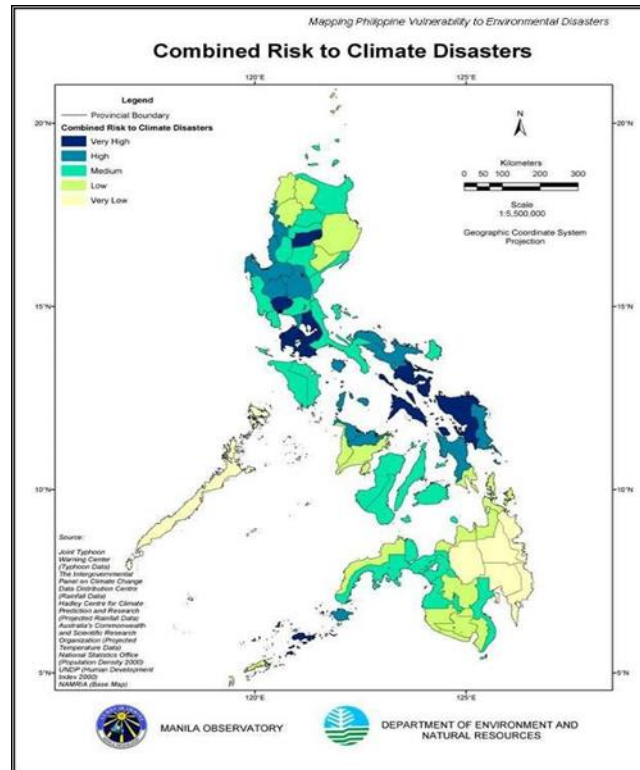 Mapping Philippine Vulnerability to Environmental Disasters
Combined Risk to Climate Disasters
120°E
125°E
Legend
Provincial Boundary
Combined Risk to Climate Disasters
Very High
High
Medium
Low
Very Low
N
Kilometers
0 50 100 200 300
Scale
1:5,500,000
Geographic Coordinate System
Projection
20°N
20°N
15°N
15°N
10°N
10°N
5°N
5°N
Source:
Joint Typhoon
Warning Center
(Typhoon Data)
The Intergovernmental
Panel on Climate Change
Data Distribution Centre
(Rainfall Data)
Hadley Centre for Climate
Prediction and Research
(Projected Rainfall Data)
Australia's Commonwealth
and Scientific Research
Organization (Projected
Temperature Data)
National Statistics Office
(Population Density 2000)
UNDP (Human Development
Index 2000)
NAMRIA (Base Map)
120°E
125°E
MANILA OBSERVATORY
DEPARTMENT OF ENVIRONMENT AND
NATURAL RESOURCES